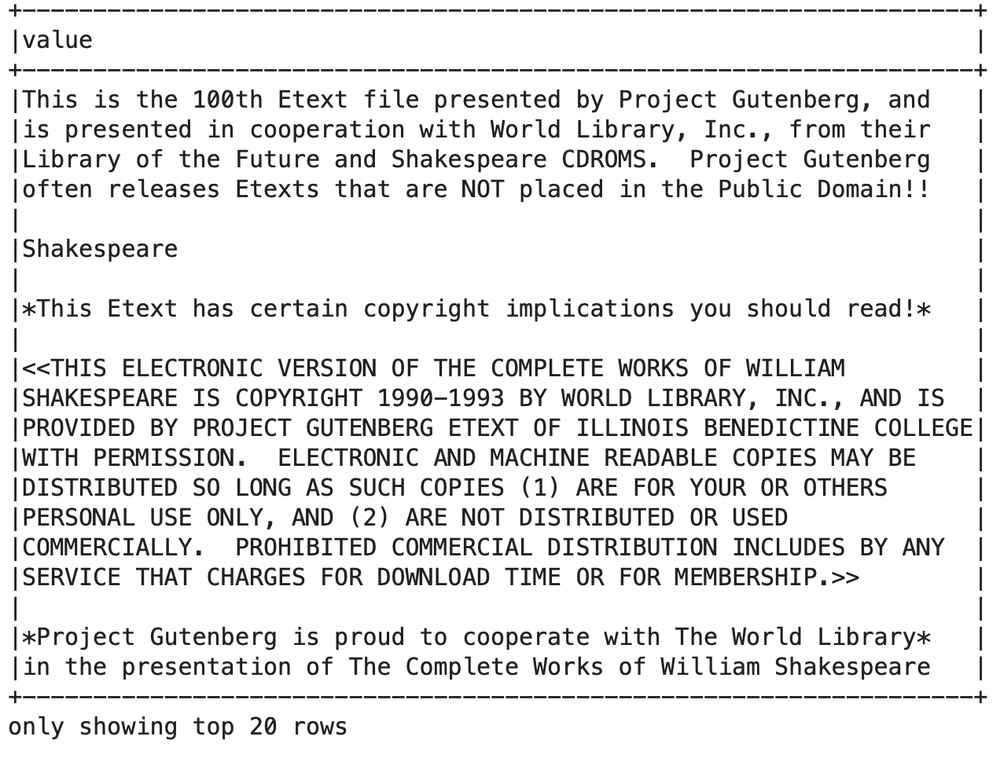 +-------------------------------------------------------------------+
|value                                                              |
+-------------------------------------------------------------------+
|This is the 100th Etext file presented by Project Gutenberg, and   |
|is presented in cooperation with World Library, Inc., from their   |
|Library of the Future and Shakespeare CDROMS.  Project Gutenberg   |
|often releases Etexts that are NOT placed in the Public Domain!!   |
|                                                                   |
|Shakespeare                                                        |
|                                                                   |
|*This Etext has certain copyright implications you should read!*   |
|                                                                   |
|<<THIS ELECTRONIC VERSION OF THE COMPLETE WORKS OF WILLIAM         |
|SHAKESPEARE IS COPYRIGHT 1990-1993 BY WORLD LIBRARY, INC., AND IS  |
|PROVIDED BY PROJECT GUTENBERG ETEXT OF ILLINOIS BENEDICTINE COLLEGE|
|WITH PERMISSION.  ELECTRONIC AND MACHINE READABLE COPIES MAY BE    |
|DISTRIBUTED SO LONG AS SUCH COPIES (1) ARE FOR YOUR OR OTHERS      |
|PERSONAL USE ONLY, AND (2) ARE NOT DISTRIBUTED OR USED             |
|COMMERCIALLY.  PROHIBITED COMMERCIAL DISTRIBUTION INCLUDES BY ANY  |
|SERVICE THAT CHARGES FOR DOWNLOAD TIME OR FOR MEMBERSHIP.>>        |
|                                                                   |
|*Project Gutenberg is proud to cooperate with The World Library*   |
|in the presentation of The Complete Works of William Shakespeare   |
+-------------------------------------------------------------------+
only showing top 20 rows